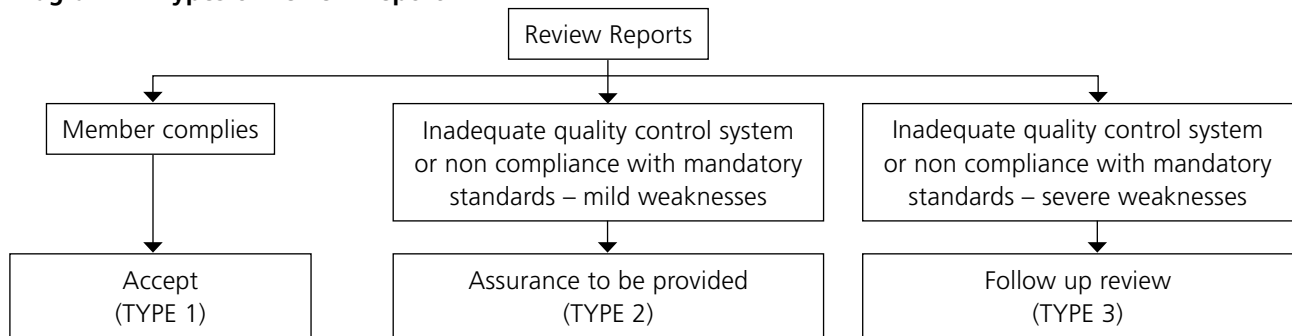 Review Reports
Member complies
Inadequate quality control system
or non compliance with mandatory
standards – mild weaknesses
Inadequate quality control system
or non compliance with mandatory
standards – severe weaknesses
Accept
(TYPE 1)
Assurance to be provided
(TYPE 2)
Follow up review
(TYPE 3)